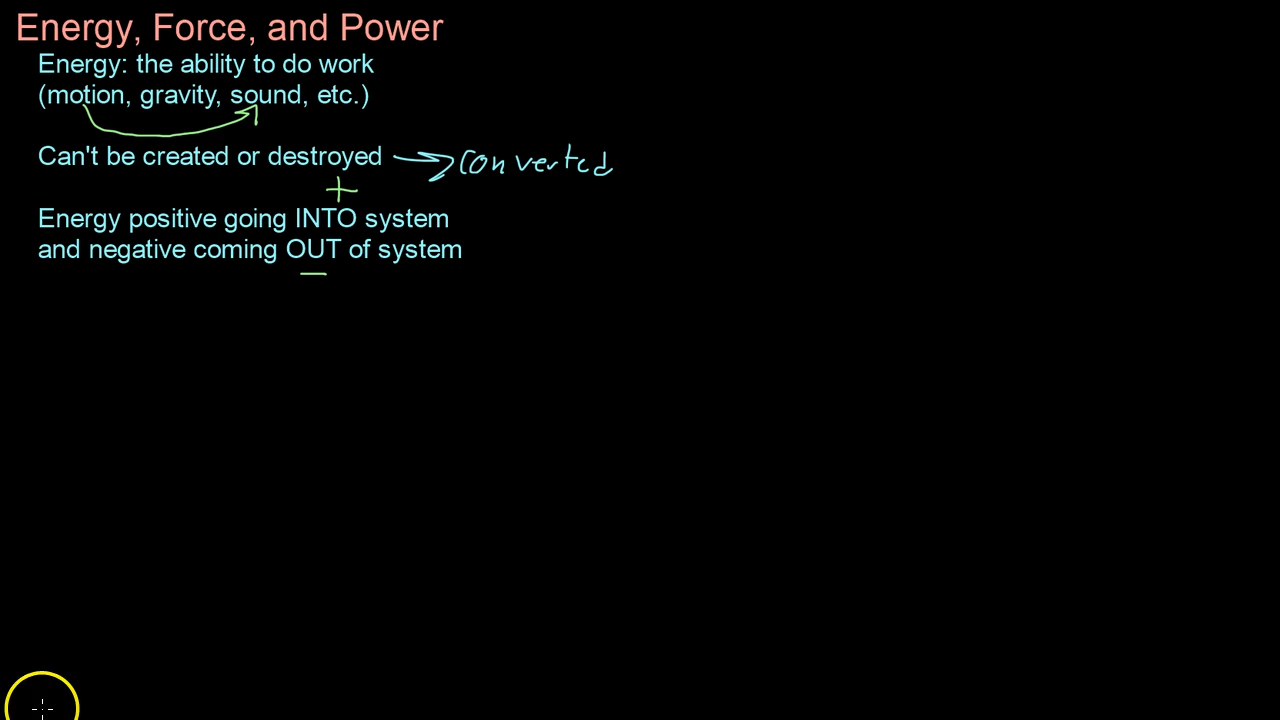 Energy, Force, and Power
Energy: the ability to do work
(motion, gravity, sound, etc.)
Can't be created or destroyed → converted
+
Energy positive going INTO system
and negative coming OUT of system
—